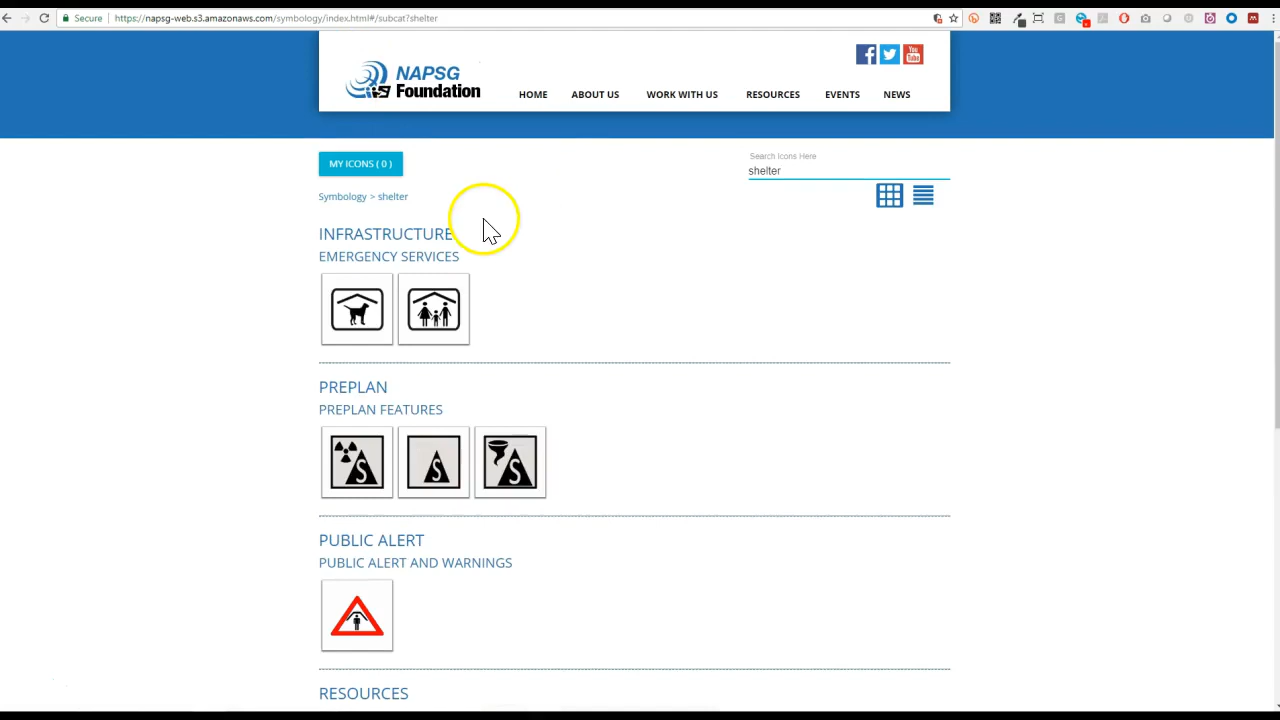 Secure
https://napsg-web.s3.amazonaws.com/symbology/index.html#/subcat?shelter
NAPSG
Foundation
You
Tube
HOME ABOUT US WORK WITH US RESOURCES EVENTS NEWS
MY ICONS ( 0 )
Search Icons Here
shelter
Symbology > shelter
INFRASTRUCTURE
EMERGENCY SERVICES
PREPLAN
PREPLAN FEATURES
S
S
S
PUBLIC ALERT
PUBLIC ALERT AND WARNINGS
RESOURCES